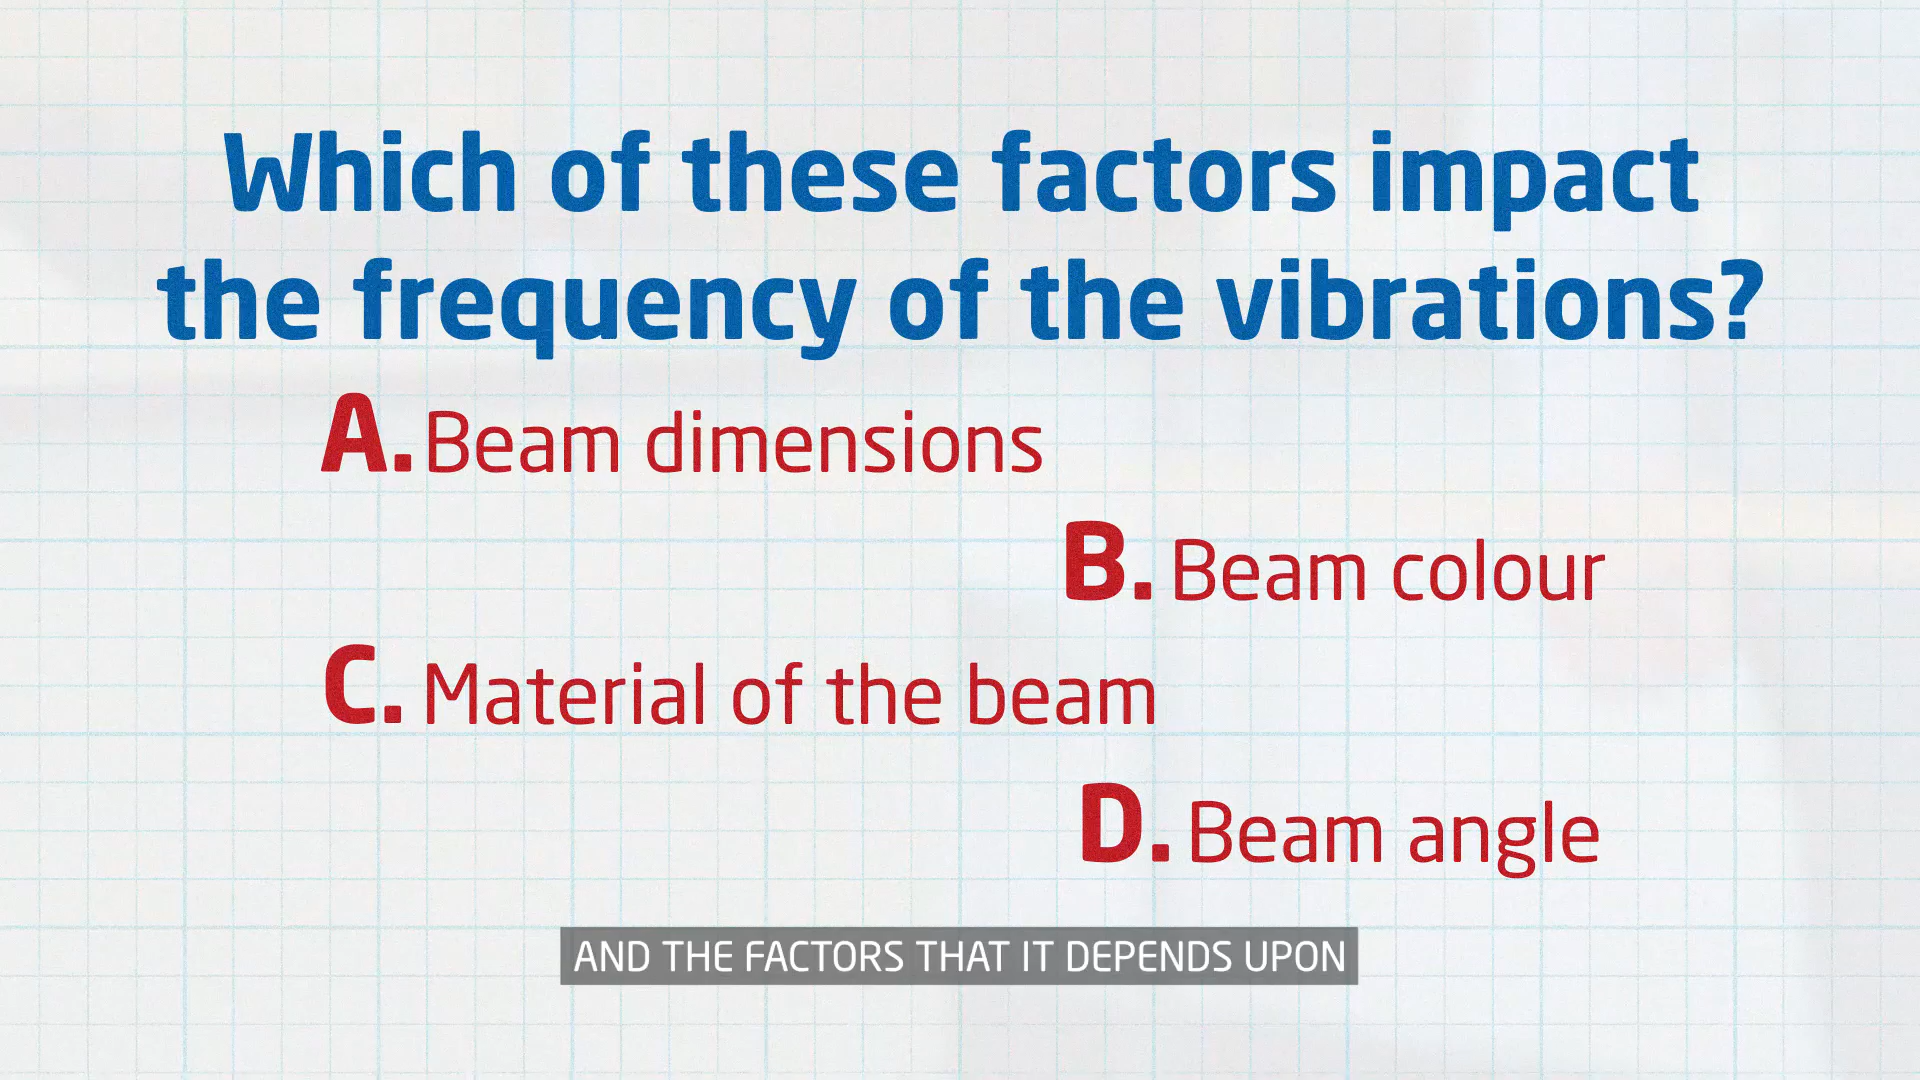 Which of these factors impact
the frequency of the vibrations?
A. Beam dimensions
B. Beam colour
C. Material of the beam
D. Beam angle
AND THE FACTORS THAT IT DEPENDS UPON